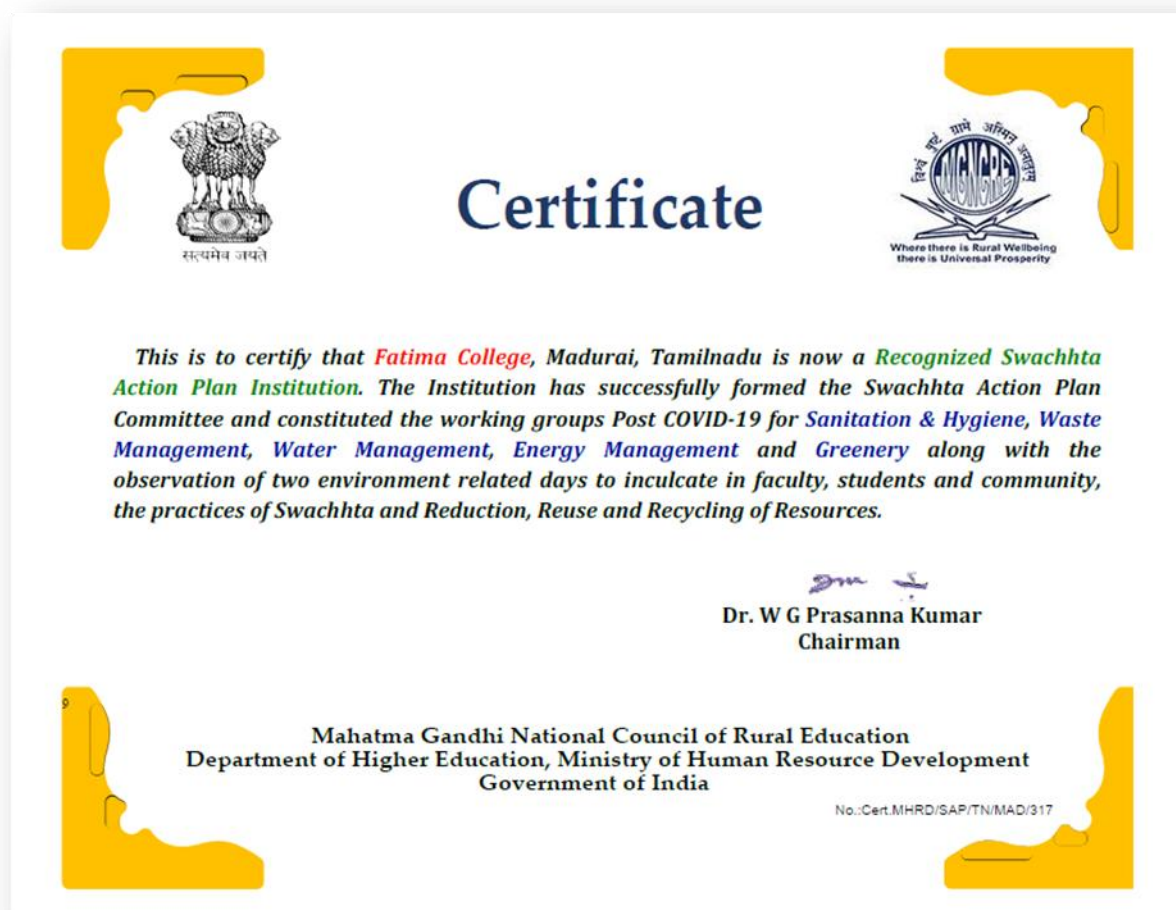 सत्यमेव जयते
Certificate
विश्वं पुष्टं ग्रामे अस्मिन् अनातुरम्
MGNCRE
Where there is Rural Wellbeing
there is Universal Prosperity
This is to certify that Fatima College, Madurai, Tamilnadu is now a Recognized Swachhta
Action Plan Institution. The Institution has successfully formed the Swachhta Action Plan
Committee and constituted the working groups Post COVID-19 for Sanitation & Hygiene, Waste
Management, Water Management, Energy Management and Greenery along with the
observation of two environment related days to inculcate in faculty, students and community,
the practices of Swachhta and Reduction, Reuse and Recycling of Resources.
Dr. W G Prasanna Kumar
Chairman
9
Mahatma Gandhi National Council of Rural Education
Department of Higher Education, Ministry of Human Resource Development
Government of India
No.:Cert.MHRD/SAP/TN/MAD/317